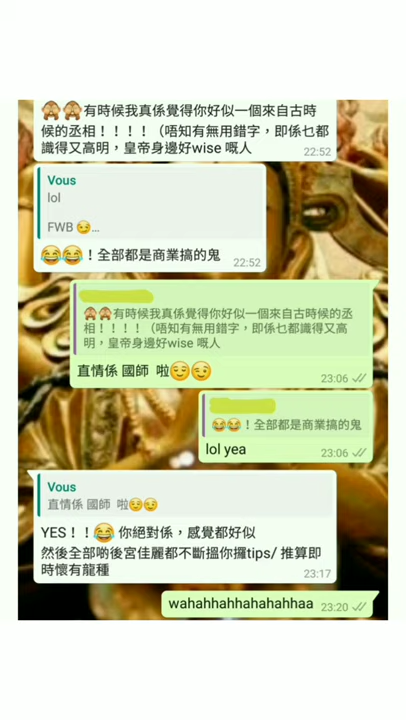 🙈🙈有時候我真係覺得你好似一個來自古時
候的丞相！！！！（唔知有無用錯字，即係乜都
識得又高明，皇帝身邊好wise 嘅人
22:52
Vous
lol
FWB 😏...
😂😂！全部都是商業搞的鬼
22:52
🙈🙈有時候我真係覺得你好似一個來自古時候的丞
相！！！！（唔知有無用錯字，即係乜都識得又高
明，皇帝身邊好wise 嘅人
直情係 國師 啦😌😏
23:06
😂😂！全部都是商業搞的鬼
lol yea
23:06
Vous
直情係 國師 啦😌😏
YES！！😂 你絕對係，感覺都好似
然後全部啲後宮佳麗都不斷搵你攞tips/ 推算即
時懷有龍種
23:17
wahahhahhahahahhaa 23:20